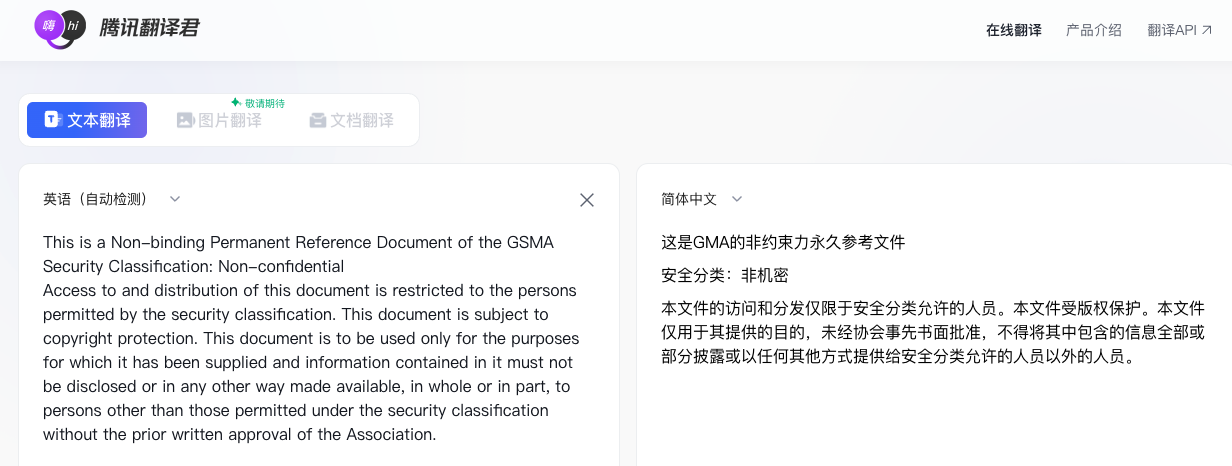 嗨 hi 腾讯翻译君
在线翻译 产品介绍 翻译API
文本翻译 图片翻译 敬请期待 文档翻译
英语（自动检测）
This is a Non-binding Permanent Reference Document of the GSMA
Security Classification: Non-confidential
Access to and distribution of this document is restricted to the persons
permitted by the security classification. This document is subject to
copyright protection. This document is to be used only for the purposes
for which it has been supplied and information contained in it must not
be disclosed or in any other way made available, in whole or in part, to
persons other than those permitted under the security classification
without the prior written approval of the Association.
简体中文
这是GMA的非约束力永久参考文件
安全分类：非机密
本文件的访问和分发仅限于安全分类允许的人员。本文件受版权保护。本文件
仅用于其提供的目的，未经协会事先书面批准，不得将其中包含的信息全部或
部分披露或以任何其他方式提供给安全分类允许的人员以外的人员。